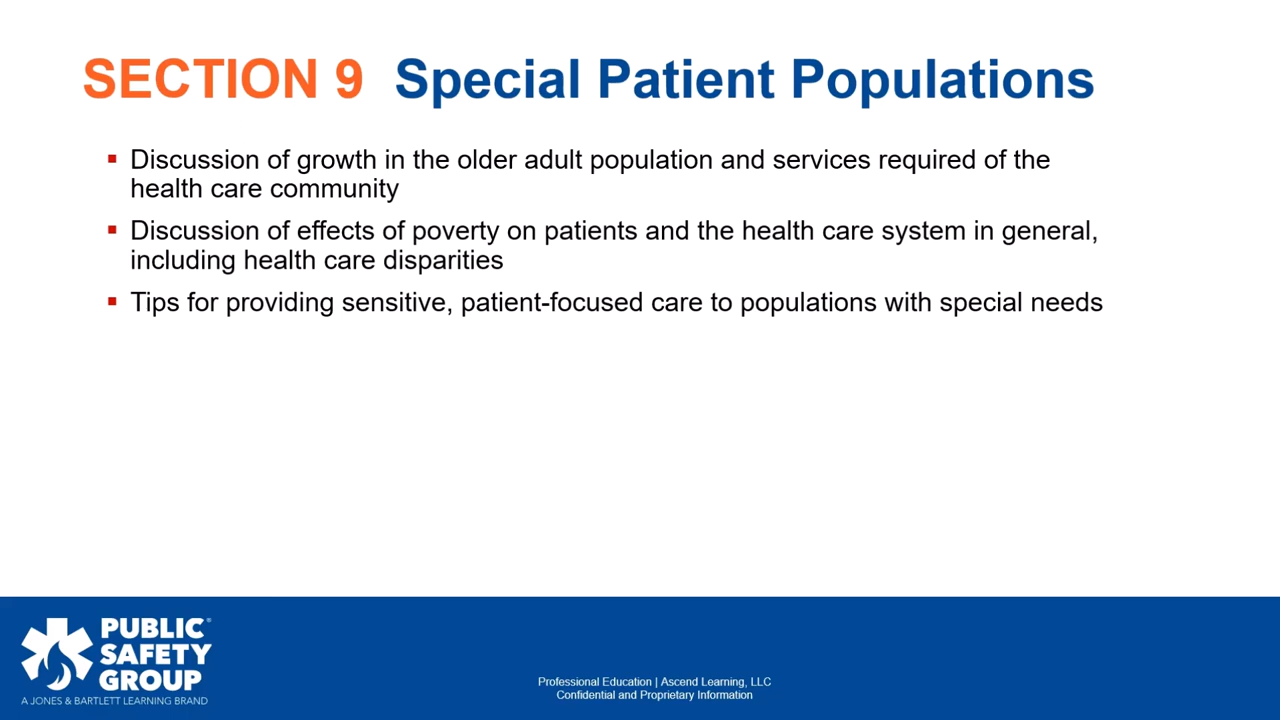 SECTION 9 Special Patient Populations
▪ Discussion of growth in the older adult population and services required of the
health care community
▪ Discussion of effects of poverty on patients and the health care system in general,
including health care disparities
▪ Tips for providing sensitive, patient-focused care to populations with special needs
PUBLIC
SAFETY
GROUP®
A JONES & BARTLETT LEARNING BRAND
Professional Education | Ascend Learning, LLC
Confidential and Proprietary Information